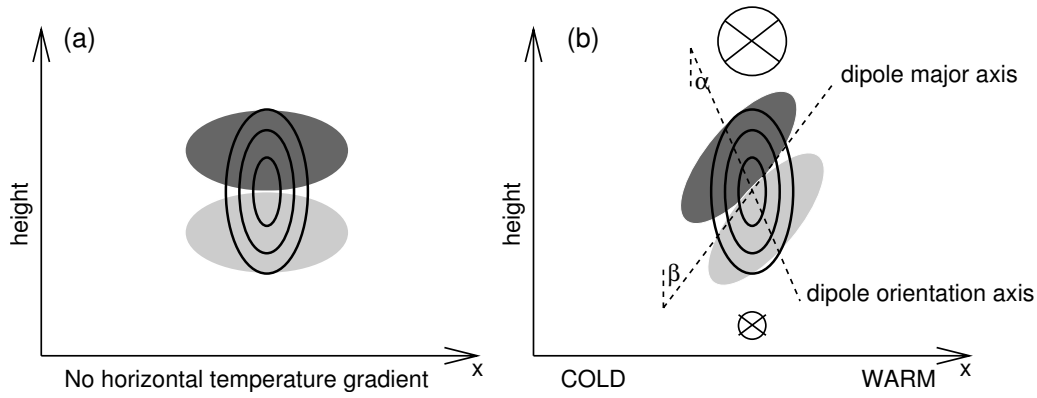 (a)
height
x
No horizontal temperature gradient
(b)
α
dipole major axis
height
β
dipole orientation axis
x
COLD
WARM